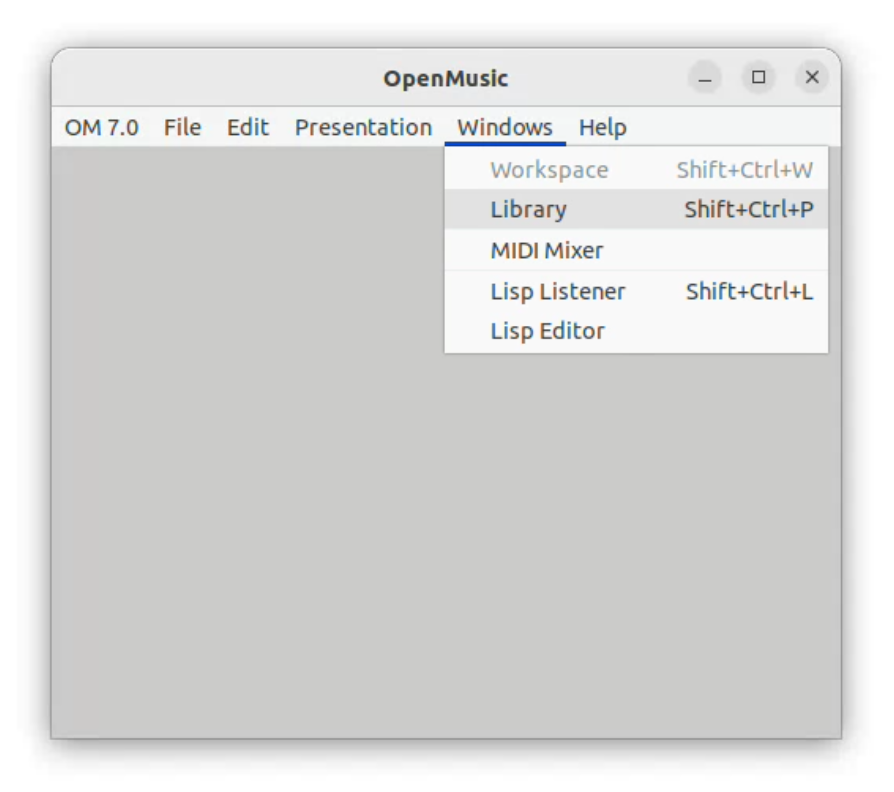 OpenMusic
OM 7.0 File Edit Presentation Windows Help
Workspace Shift+Ctrl+W
Library Shift+Ctrl+P
MIDI Mixer
Lisp Listener Shift+Ctrl+L
Lisp Editor